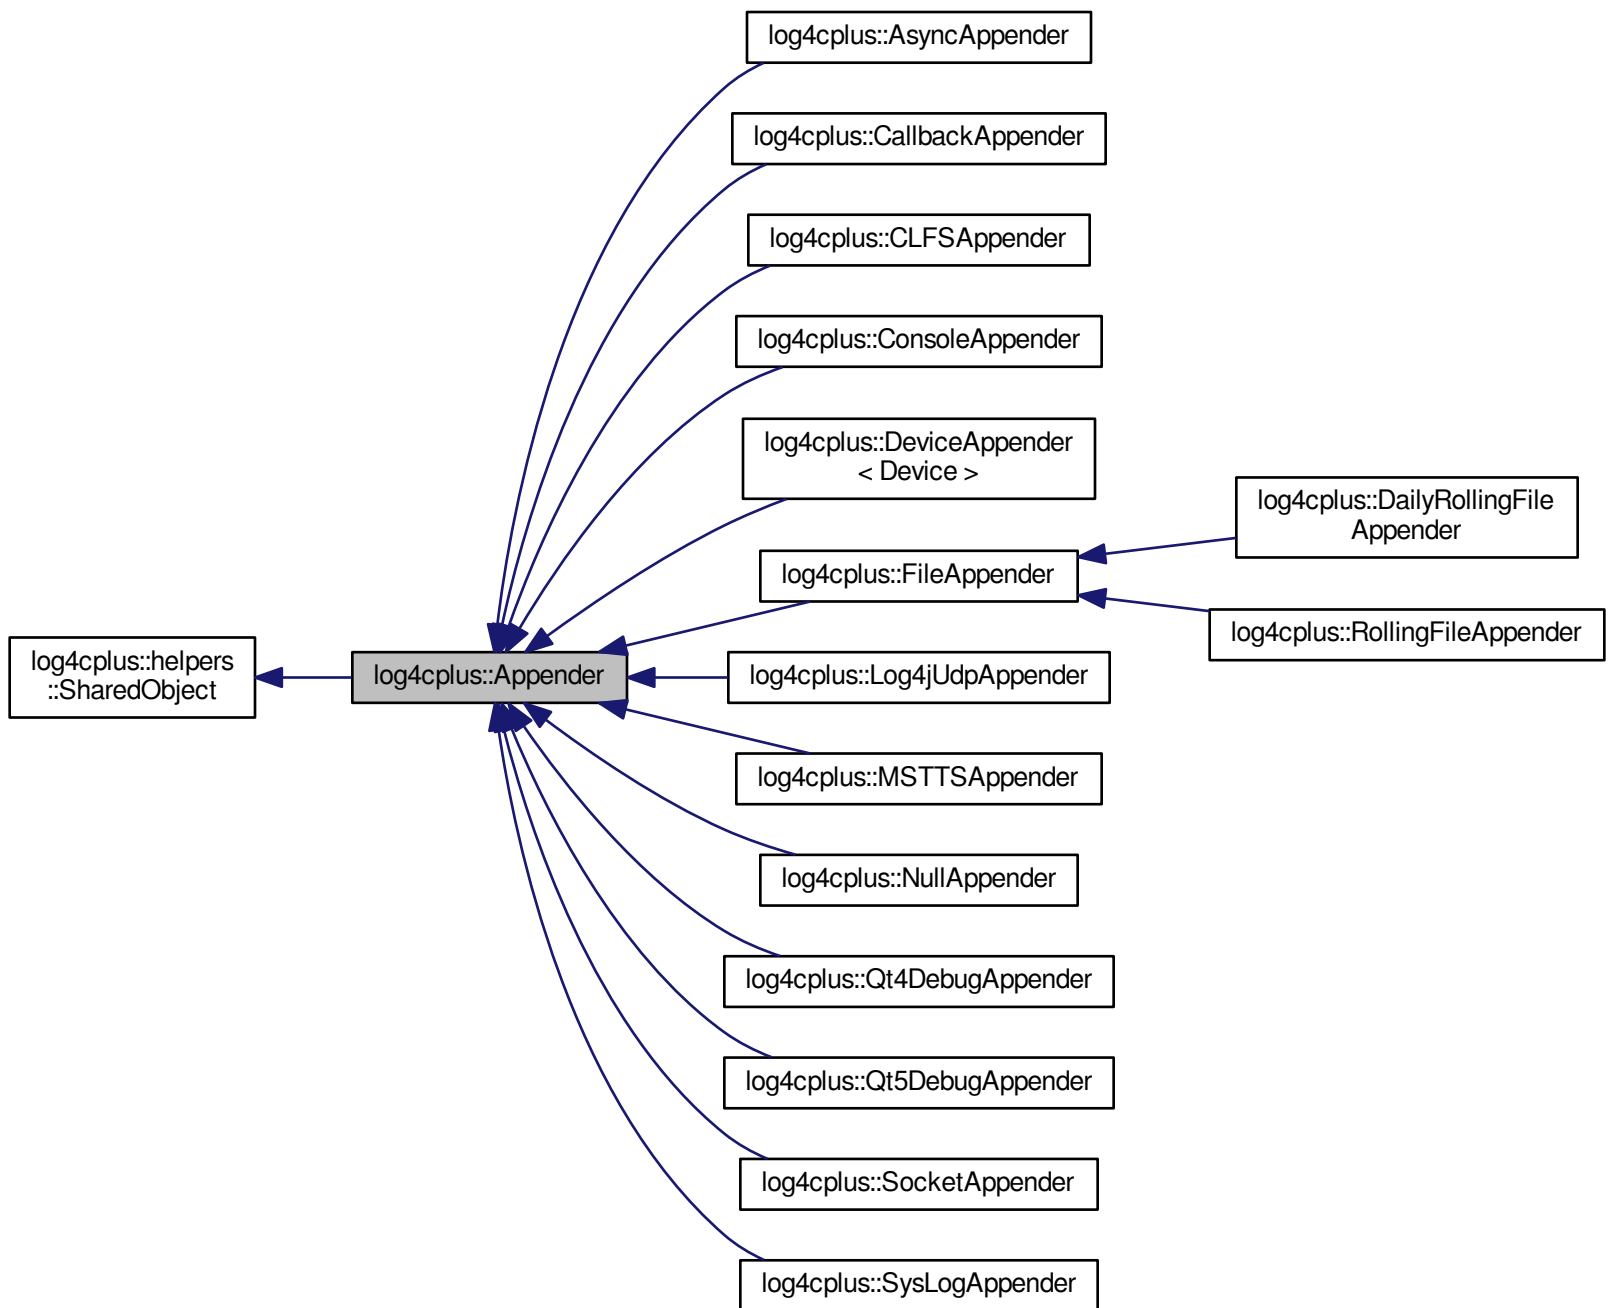 log4cplus::AsyncAppender
log4cplus::CallbackAppender
log4cplus::CLFSAppender
log4cplus::ConsoleAppender
log4cplus::DeviceAppender
< Device >
log4cplus::DailyRollingFile
Appender
log4cplus::FileAppender
log4cplus::RollingFileAppender
log4cplus::helpers
::SharedObject
log4cplus::Appender
log4cplus::Log4jUdpAppender
log4cplus::MSTTSAppender
log4cplus::NullAppender
log4cplus::Qt4DebugAppender
log4cplus::Qt5DebugAppender
log4cplus::SocketAppender
log4cplus::SysLogAppender